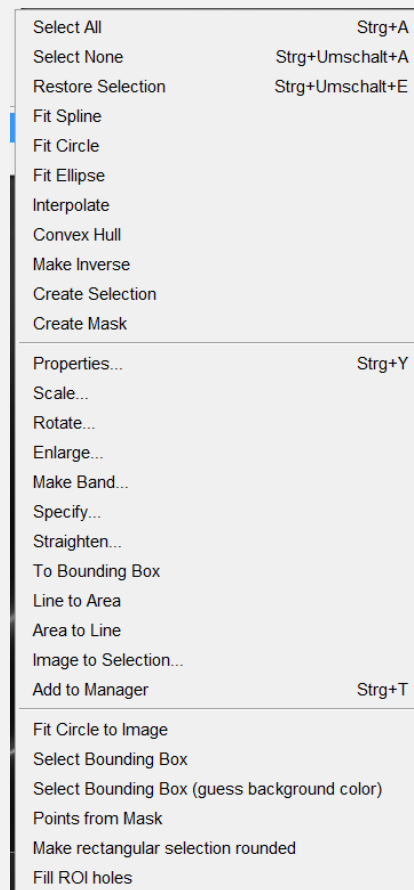 Select All Strg+A
Select None Strg+Umschalt+A
Restore Selection Strg+Umschalt+E
Fit Spline
Fit Circle
Fit Ellipse
Interpolate
Convex Hull
Make Inverse
Create Selection
Create Mask
Properties... Strg+Y
Scale...
Rotate...
Enlarge...
Make Band...
Specify...
Straighten...
To Bounding Box
Line to Area
Area to Line
Image to Selection...
Add to Manager Strg+T
Fit Circle to Image
Select Bounding Box
Select Bounding Box (guess background color)
Points from Mask
Make rectangular selection rounded
Fill ROI holes